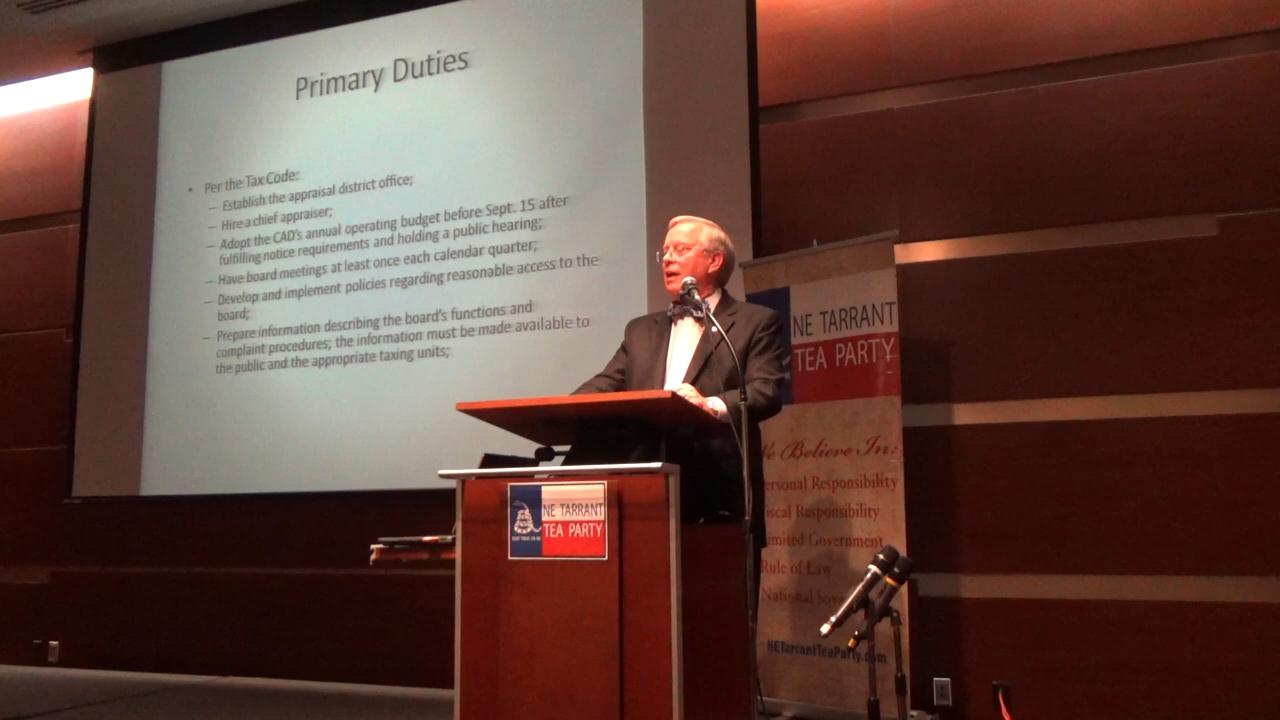 Primary Duties
• Per the Tax Code:
– Establish the appraisal district office;
– Hire a chief appraiser;
– Adopt the CAD's annual operating budget before Sept. 15 after
fulfilling notice requirements and holding a public hearing;
– Have board meetings at least once each calendar quarter;
– Develop and implement policies regarding reasonable access to the
board;
– Prepare information describing the board's functions and
complaint procedures; the information must be made available to
the public and the appropriate taxing units;
NE TARRANT
TEA PARTY
Believe In:
Responsibility
Responsibility
Government
Rule of Law
National
NETarrantTeaParty.com
NE TARRANT
TEA PARTY